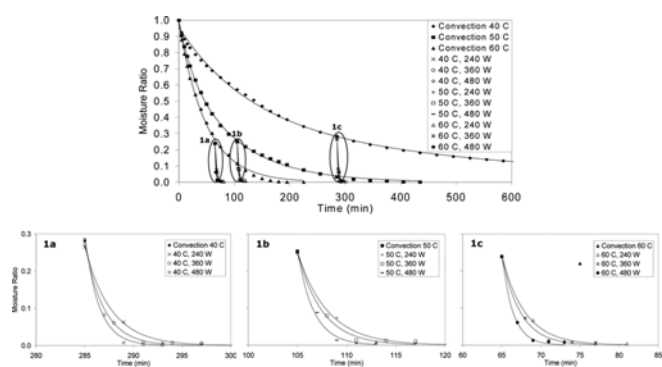 1.0
0.9
0.8
0.7
0.6
0.5
0.4
0.3
0.2
0.1
0.0
Moisture Ratio
0 100 200 300 400 500 600
Time (min)
1a
1b
1c
Convection 40 C
Convection 50 C
Convection 60 C
40 C, 240 W
40 C, 360 W
40 C, 480 W
50 C, 240 W
50 C, 360 W
50 C, 480 W
60 C, 240 W
60 C, 360 W
60 C, 480 W
1a
Moisture Ratio
0.3
0.2
0.1
0.0
280 285 290 295 300
Time (min)
Convection 40 C
40 C, 240 W
40 C, 360 W
40 C, 480 W
1b
100 105 110 115 120
Time (min)
Convection 50 C
50 C, 240 W
50 C, 360 W
50 C, 480 W
1c
60 65 70 75 80 85
Time (min)
Convection 60 C
60 C, 240 W
60 C, 360 W
60 C, 480 W